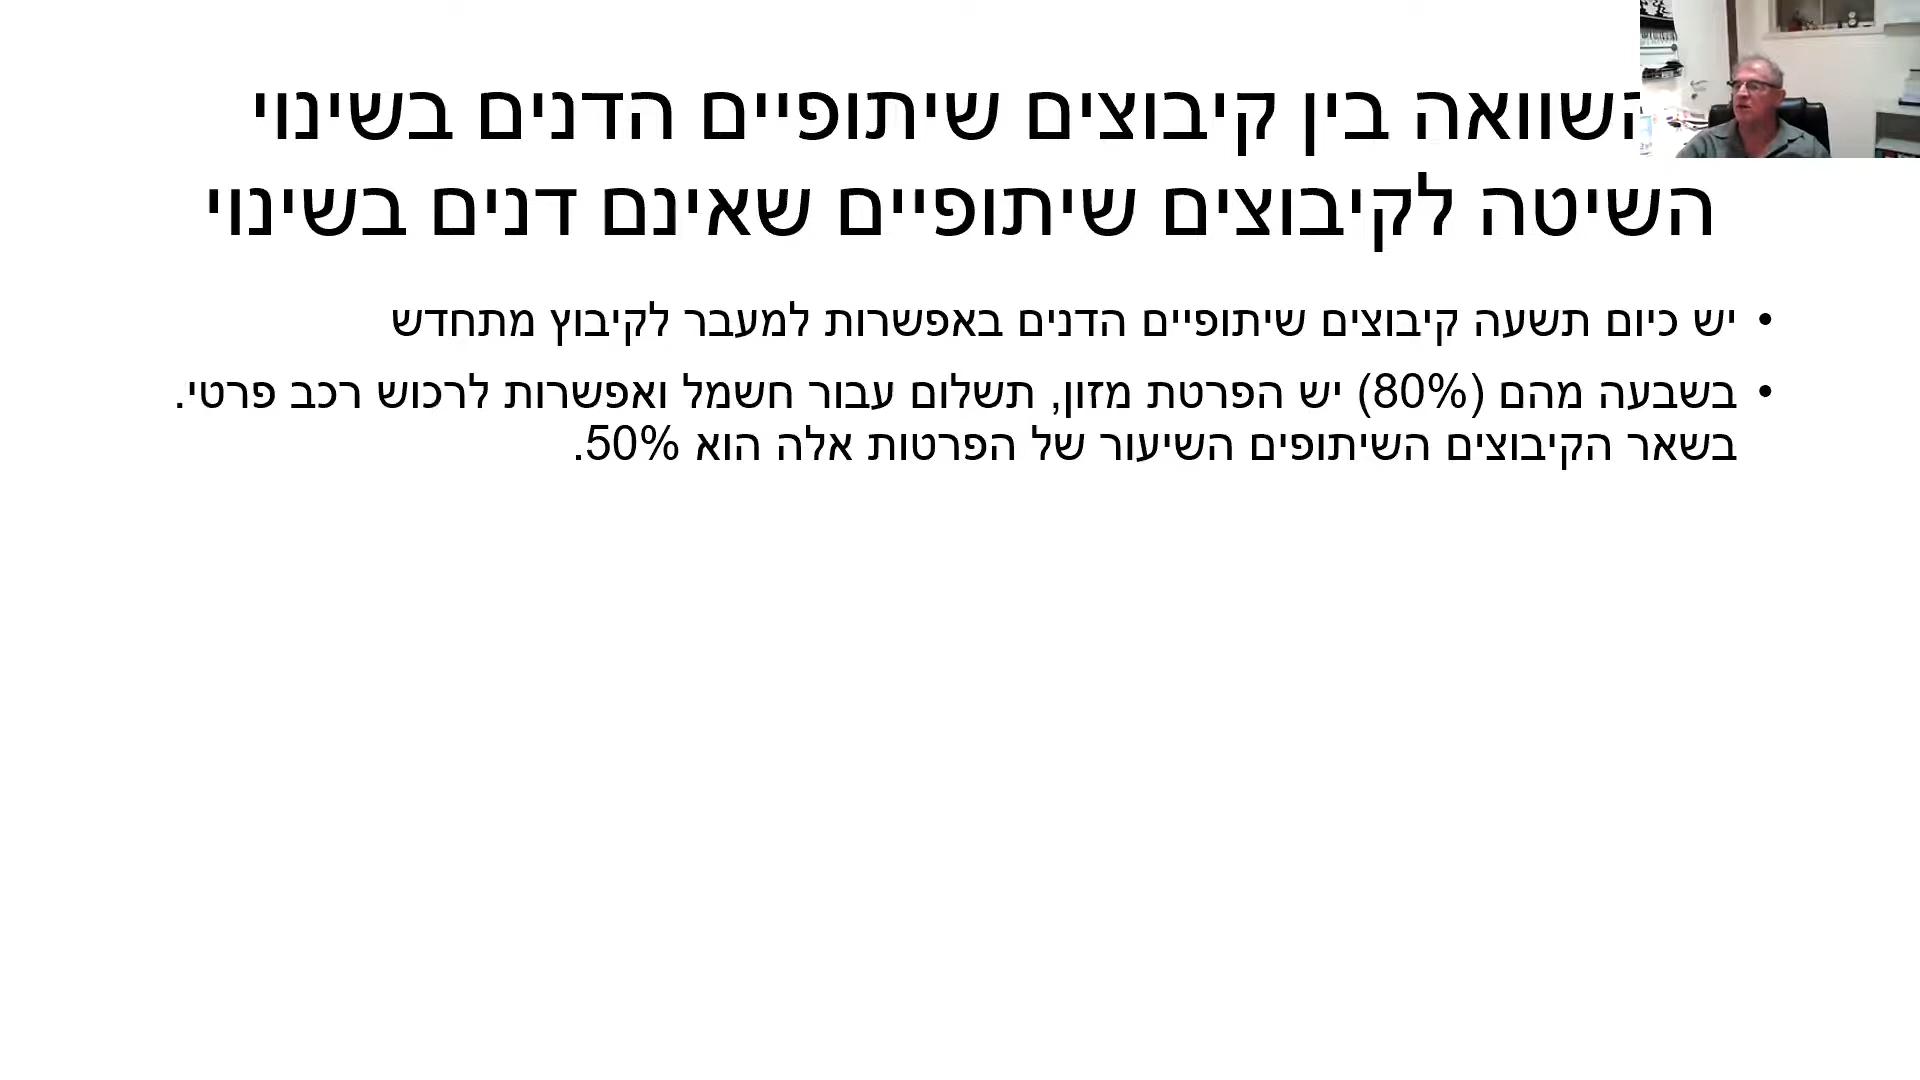 השוואה בין קיבוצים שיתופיים הדנים בשינוי
השיטה לקיבוצים שיתופיים שאינם דנים בשינוי
• יש כיום תשעה קיבוצים שיתופיים הדנים באפשרות למעבר לקיבוץ מתחדש
• בשבעה מהם (80%) יש הפרטת מזון, תשלום עבור חשמל ואפשרות לרכוש רכב פרטי.
בשאר הקיבוצים השיתופים השיעור של הפרטות אלה הוא 50%.